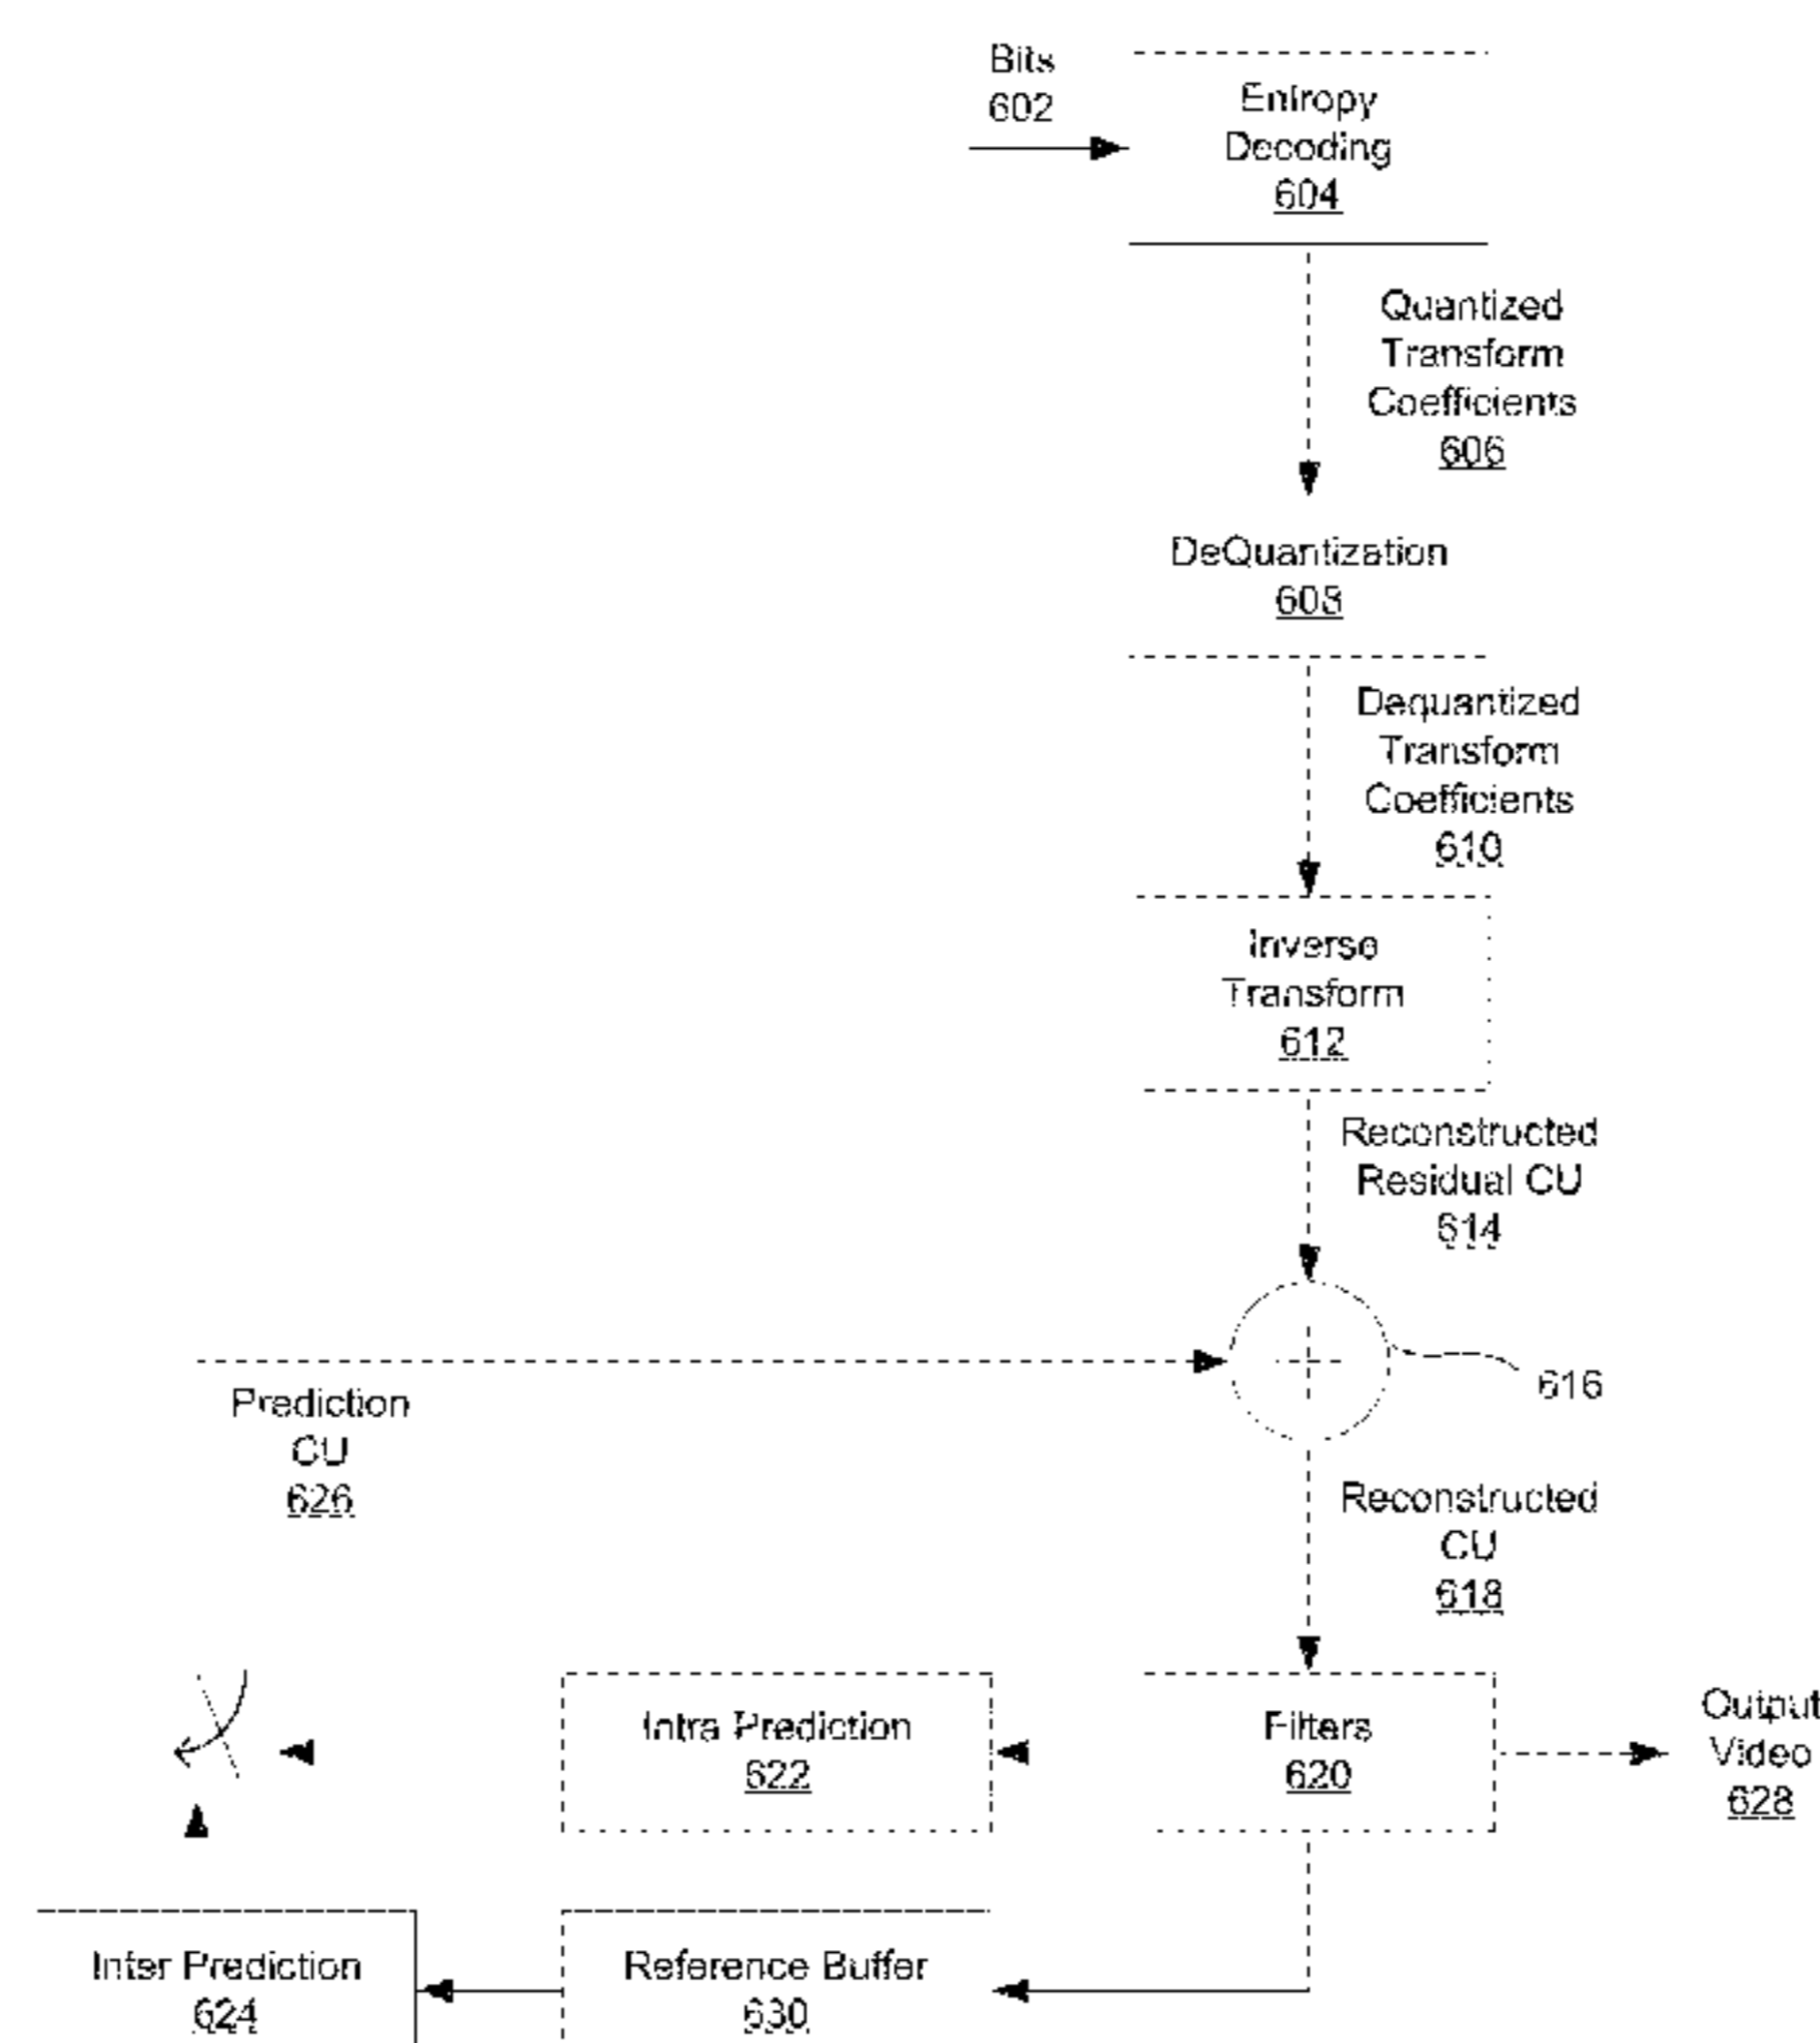 Bits
602
Entropy
Decoding
604
Quantized
Transform
Coefficients
606
DeQuantization
608
Dequantized
Transform
Coefficients
610
Inverse
Transform
612
Reconstructed
Residual CU
614
616
Prediction
CU
626
Reconstructed
CU
618
Intra Prediction
622
Filters
620
Output
Video
628
Inter Prediction
624
Reference Buffer
630